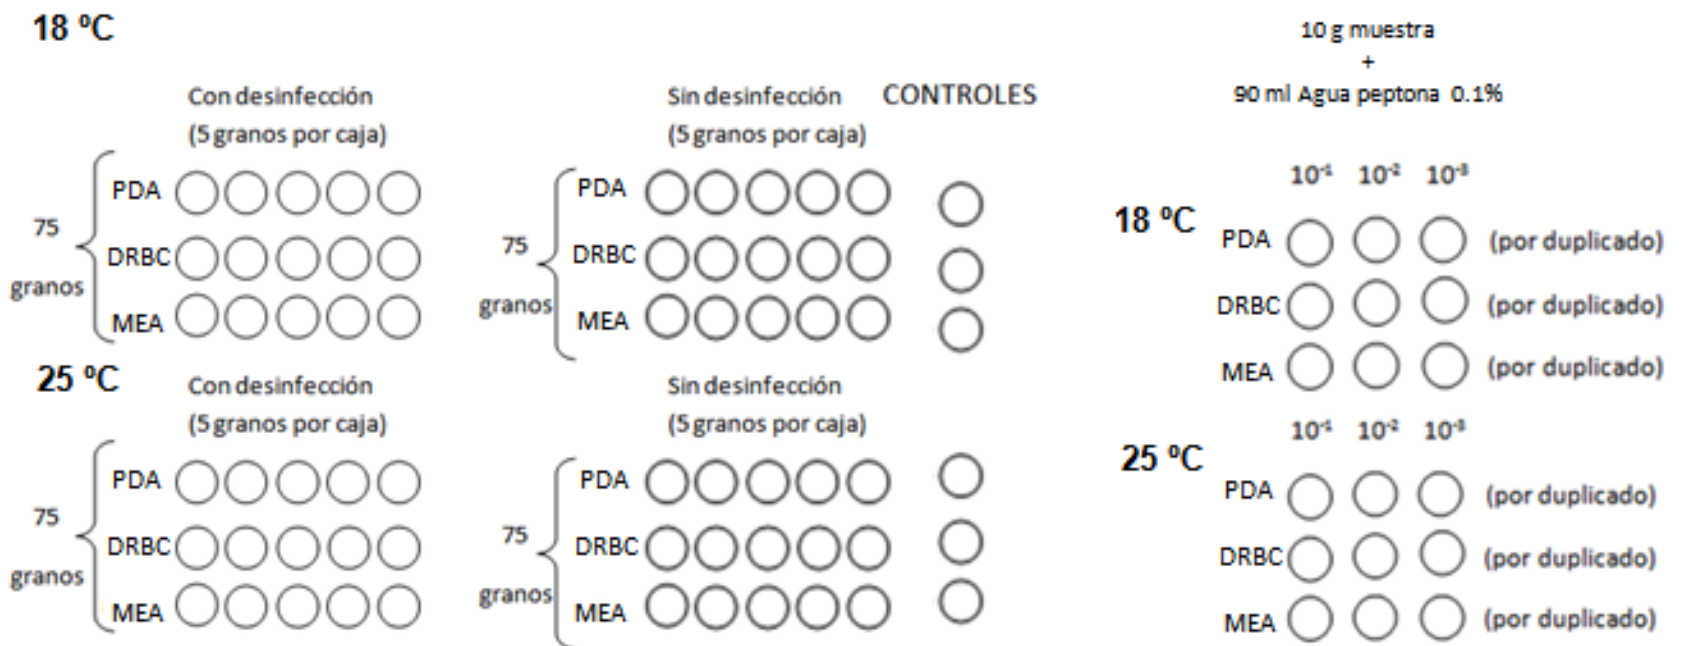 18 ºC
Con desinfección
(5 granos por caja)
75
granos
PDA
DRBC
MEA
Sin desinfección
(5 granos por caja)
75
granos
PDA
DRBC
MEA
CONTROLES
25 ºC
Con desinfección
(5 granos por caja)
75
granos
PDA
DRBC
MEA
Sin desinfección
(5 granos por caja)
75
granos
PDA
DRBC
MEA
10 g muestra
+
90 ml Agua peptona 0.1%
10⁻¹ 10⁻² 10⁻³
18 ºC
PDA (por duplicado)
DRBC (por duplicado)
MEA (por duplicado)
10⁻¹ 10⁻² 10⁻³
25 ºC
PDA (por duplicado)
DRBC (por duplicado)
MEA (por duplicado)